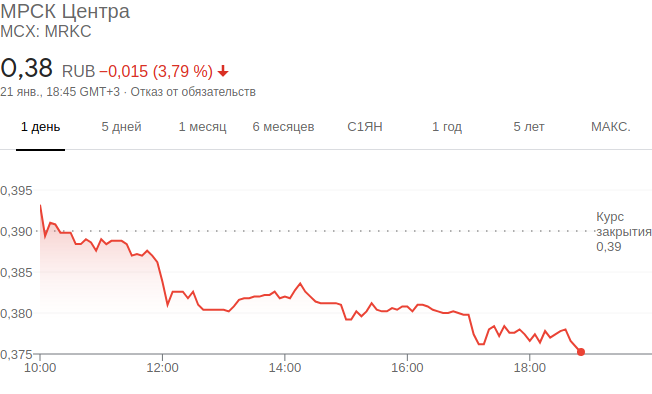 МРСК Центра
MCX: MRKC
0,38 RUB −0,015 (3,79 %)
21 янв., 18:45 GMT+3 · Отказ от обязательств
1 день 5 дней 1 месяц 6 месяцев С1ЯН 1 год 5 лет МАКС.
0,395
Курс
0,390 закрытия
0,39
0,385
0,380
0,375
10:00 12:00 14:00 16:00 18:00